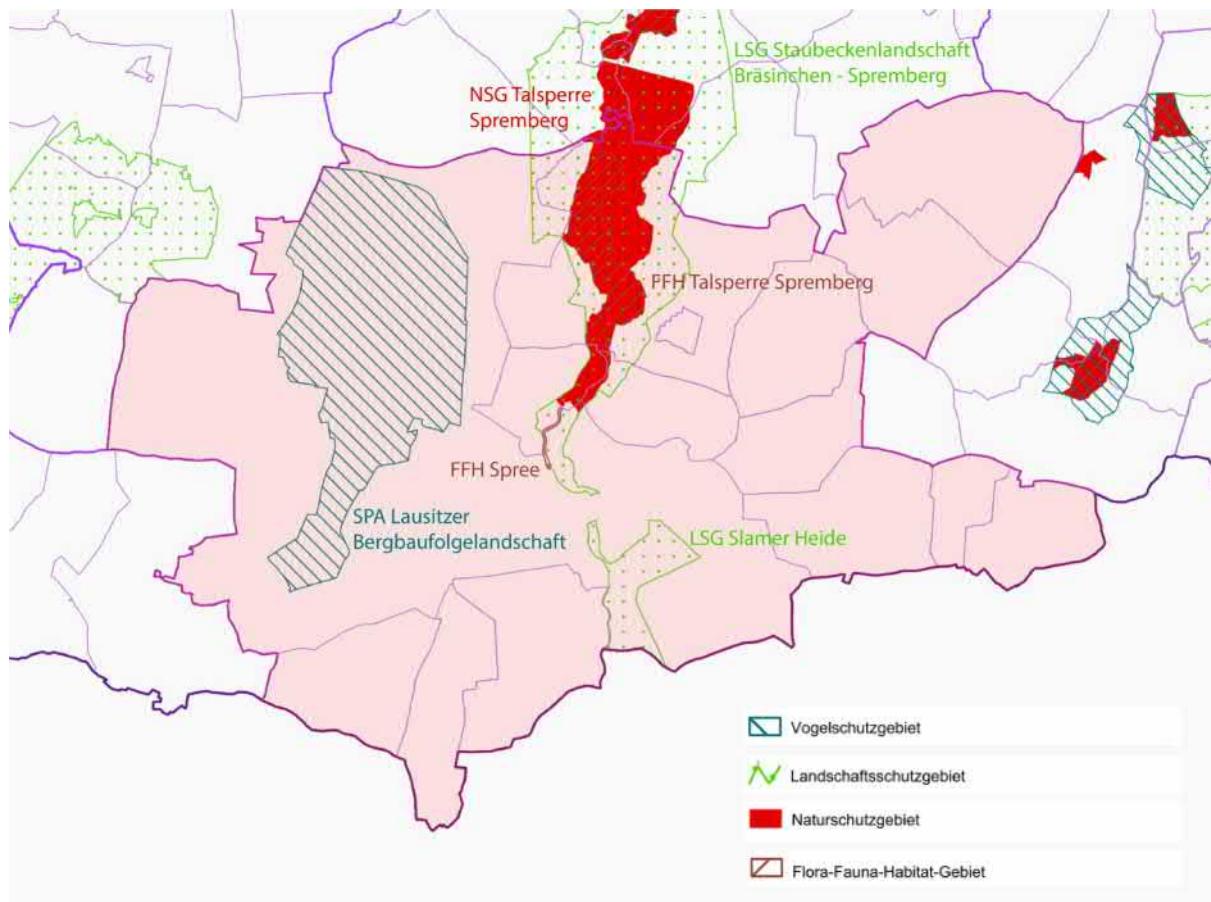 LSG Staubeckenlandschaft
Bräsinchen - Spremberg
NSG Talsperre
Spremberg
FFH Talsperre Spremberg
FFH Spree
SPA Lausitzer
Bergbaufolgelandschaft
LSG Slamer Heide
Vogelschutzgebiet
Landschaftsschutzgebiet
Naturschutzgebiet
Flora-Fauna-Habitat-Gebiet